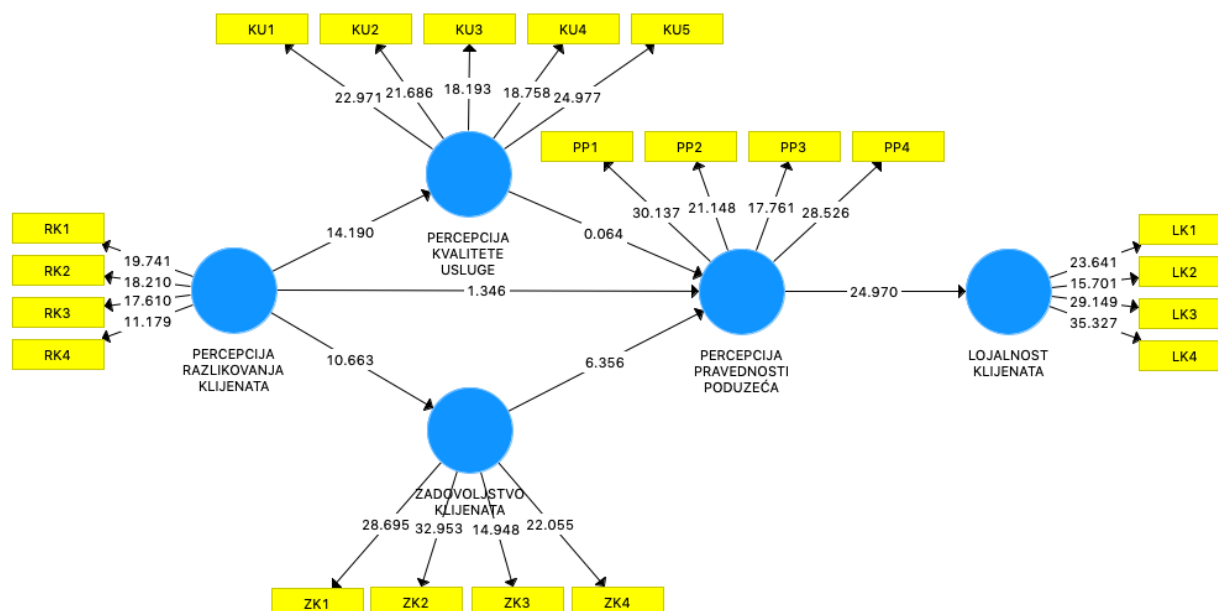 KU1
KU2
KU3
KU4
KU5
22.971
21.686
18.193
18.758
24.977
PP1
PP2
PP3
PP4
30.137
21.148
17.761
28.526
RK1
RK2
RK3
RK4
19.741
18.210
17.610
11.179
14.190
PERCEPCIJA
KVALITETE
USLUGE
0.064
1.346
PERCEPCIJA
RAZLIKOVANJA
KLIJENATA
10.663
6.356
PERCEPCIJA
PRAVEDNOSTI
PODUZEĆA
24.970
LOJALNOST
KLIJENATA
LK1
LK2
LK3
LK4
23.641
15.701
29.149
35.327
ZADOVOLJSTVO
KLIJENATA
28.695
32.953
14.948
22.055
ZK1
ZK2
ZK3
ZK4